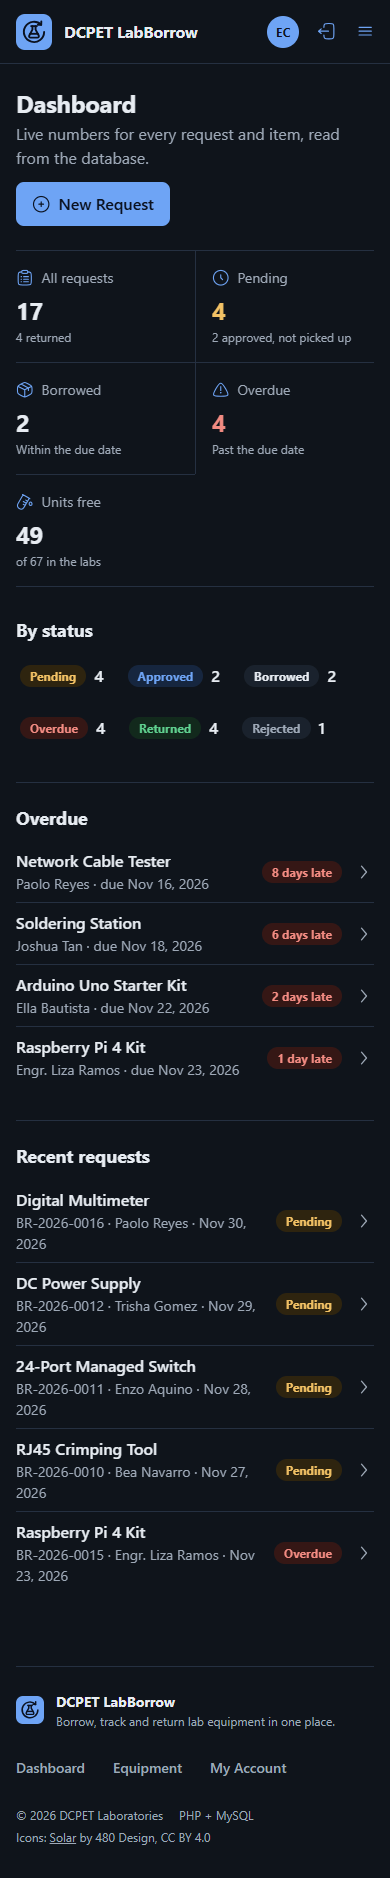 DCPET LabBorrow
EC
Dashboard
Live numbers for every request and item, read
from the database.
New Request
All requests
17
4 returned
Pending
4
2 approved, not picked up
Borrowed
2
Within the due date
Overdue
4
Past the due date
Units free
49
of 67 in the labs
By status
Pending 4 Approved 2 Borrowed 2
Overdue 4 Returned 4 Rejected 1
Overdue
Network Cable Tester
Paolo Reyes · due Nov 16, 2026
8 days late
Soldering Station
Joshua Tan · due Nov 18, 2026
6 days late
Arduino Uno Starter Kit
Ella Bautista · due Nov 22, 2026
2 days late
Raspberry Pi 4 Kit
Engr. Liza Ramos · due Nov 23, 2026
1 day late
Recent requests
Digital Multimeter
BR-2026-0016 · Paolo Reyes · Nov 30,
2026
Pending
DC Power Supply
BR-2026-0012 · Trisha Gomez · Nov 29,
2026
Pending
24-Port Managed Switch
BR-2026-0011 · Enzo Aquino · Nov 28,
2026
Pending
RJ45 Crimping Tool
BR-2026-0010 · Bea Navarro · Nov 27,
2026
Pending
Raspberry Pi 4 Kit
BR-2026-0015 · Engr. Liza Ramos · Nov
23, 2026
Overdue
DCPET LabBorrow
Borrow, track and return lab equipment in one place.
Dashboard Equipment My Account
© 2026 DCPET Laboratories PHP + MySQL
Icons: Solar by 480 Design, CC BY 4.0